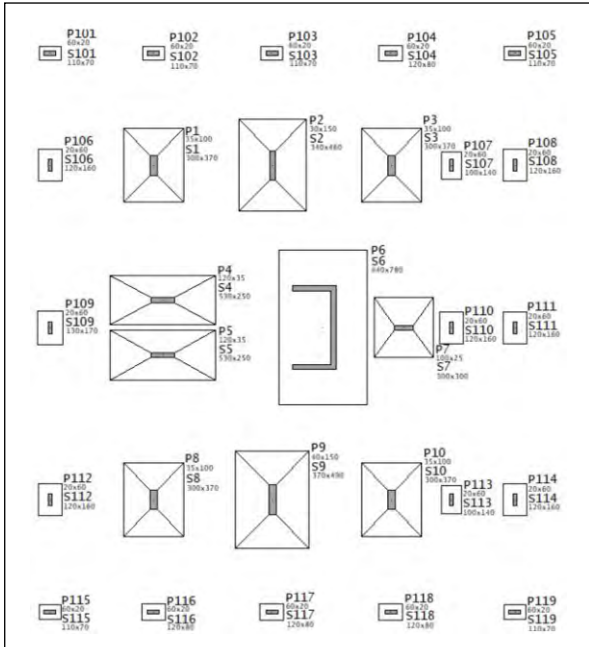 P101
60x20
S101
110x70
P102
60x20
S102
110x70
P103
60x20
S103
110x70
P104
60x20
S104
120x80
P105
60x20
S105
110x70
P106
20x60
S106
120x160
P1
35x100
S1
300x370
P2
30x150
S2
340x460
P3
35x100
S3
300x370
P107
20x60
S107
100x140
P108
20x60
S108
120x160
P109
20x60
S109
130x170
P4
120x35
S4
530x250
P5
120x35
S5
530x250
P6
S6
440x780
P7
100x25
S7
300x300
P110
20x60
S110
120x160
P111
20x60
S111
120x160
P112
20x60
S112
120x160
P8
35x100
S8
300x370
P9
40x150
S9
370x490
P10
35x100
S10
300x370
P113
20x60
S113
100x140
P114
20x60
S114
120x160
P115
60x20
S115
110x70
P116
60x20
S116
120x80
P117
60x20
S117
120x80
P118
60x20
S118
120x80
P119
60x20
S119
110x70